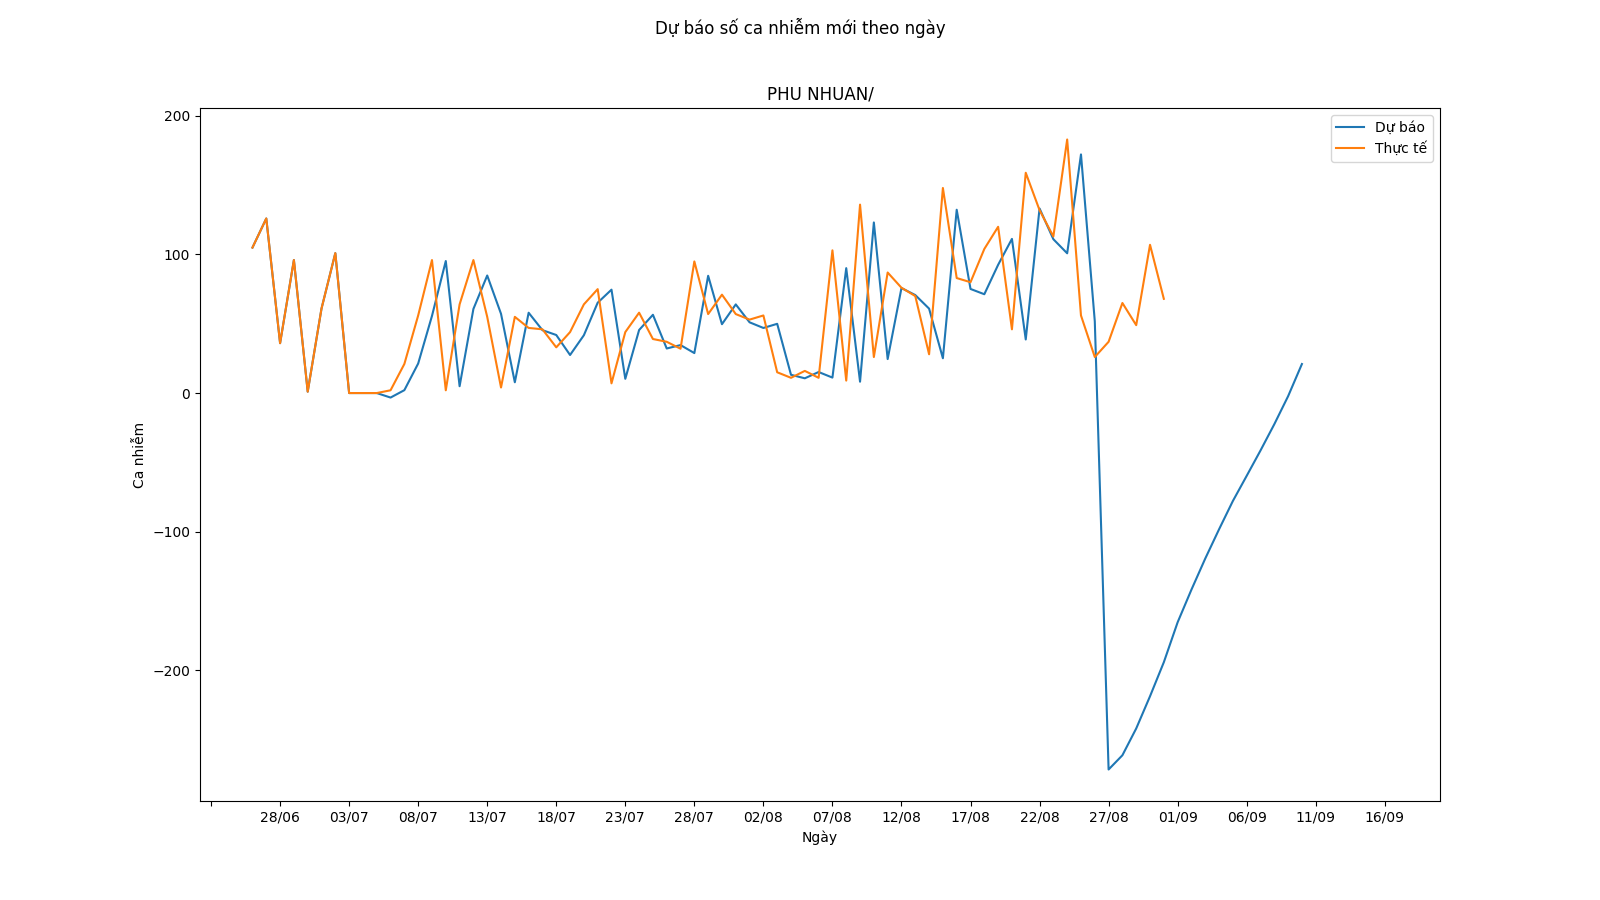 Dự báo số ca nhiễm mới theo ngày
PHU NHUAN/
Dự báo
Thực tế
200
100
0
−100
−200
Ca nhiễm
28/06 03/07 08/07 13/07 18/07 23/07 28/07 02/08 07/08 12/08 17/08 22/08 27/08 01/09 06/09 11/09 16/09
Ngày